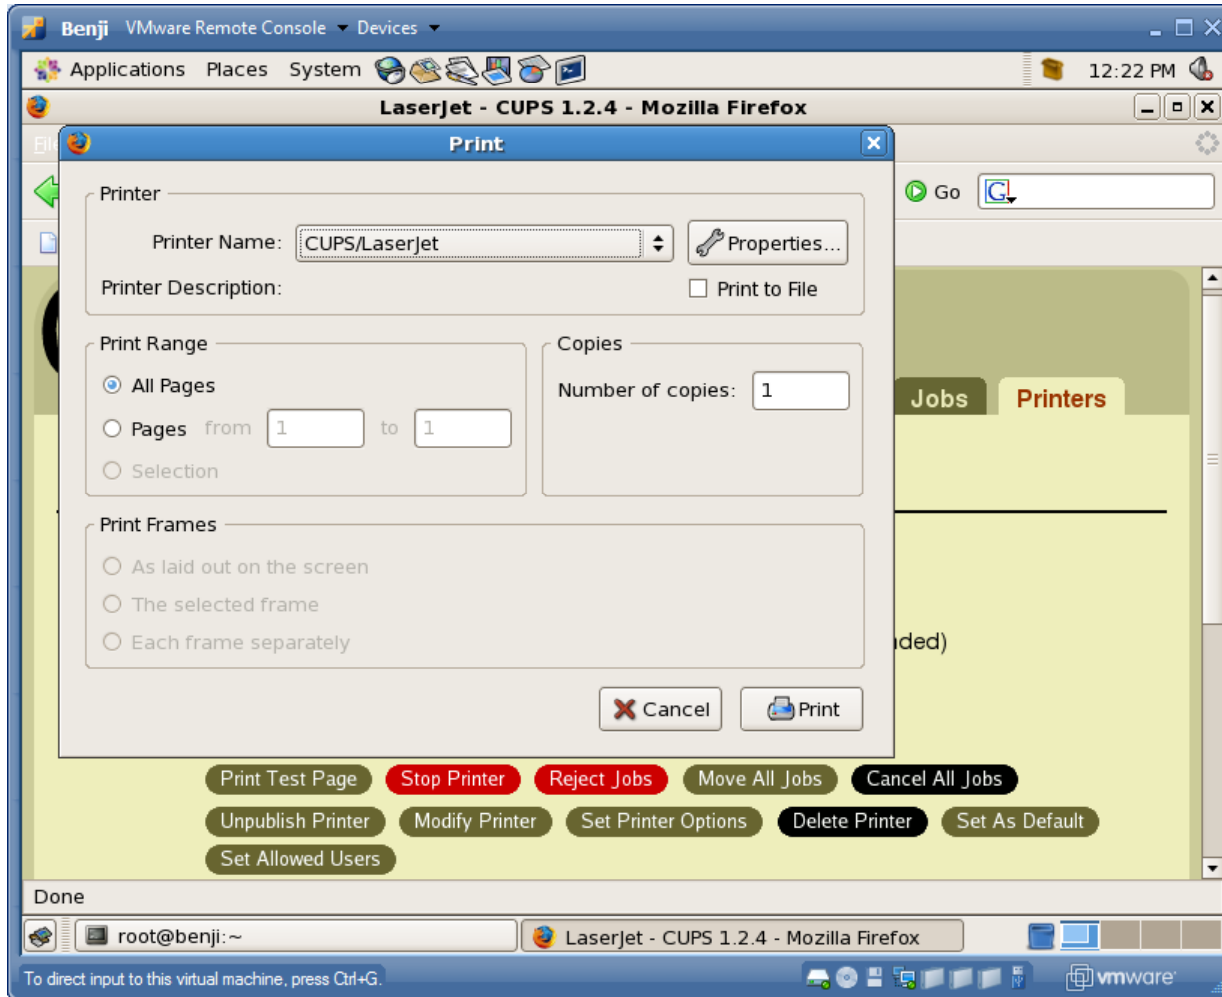 Benji VMware Remote Console Devices
Applications Places System 12:22 PM
LaserJet - CUPS 1.2.4 - Mozilla Firefox
File
Print
Go
G
Printer
Printer Name: CUPS/LaserJet Properties...
Printer Description: Print to File
Print Range
All Pages
Pages from 1 to 1
Selection
Copies
Number of copies: 1
Jobs Printers
Print Frames
As laid out on the screen
The selected frame
Each frame separately
nded)
Cancel Print
Print Test Page Stop Printer Reject Jobs Move All Jobs Cancel All Jobs
Unpublish Printer Modify Printer Set Printer Options Delete Printer Set As Default
Set Allowed Users
Done
root@benji:~ LaserJet - CUPS 1.2.4 - Mozilla Firefox
To direct input to this virtual machine, press Ctrl+G. vmware